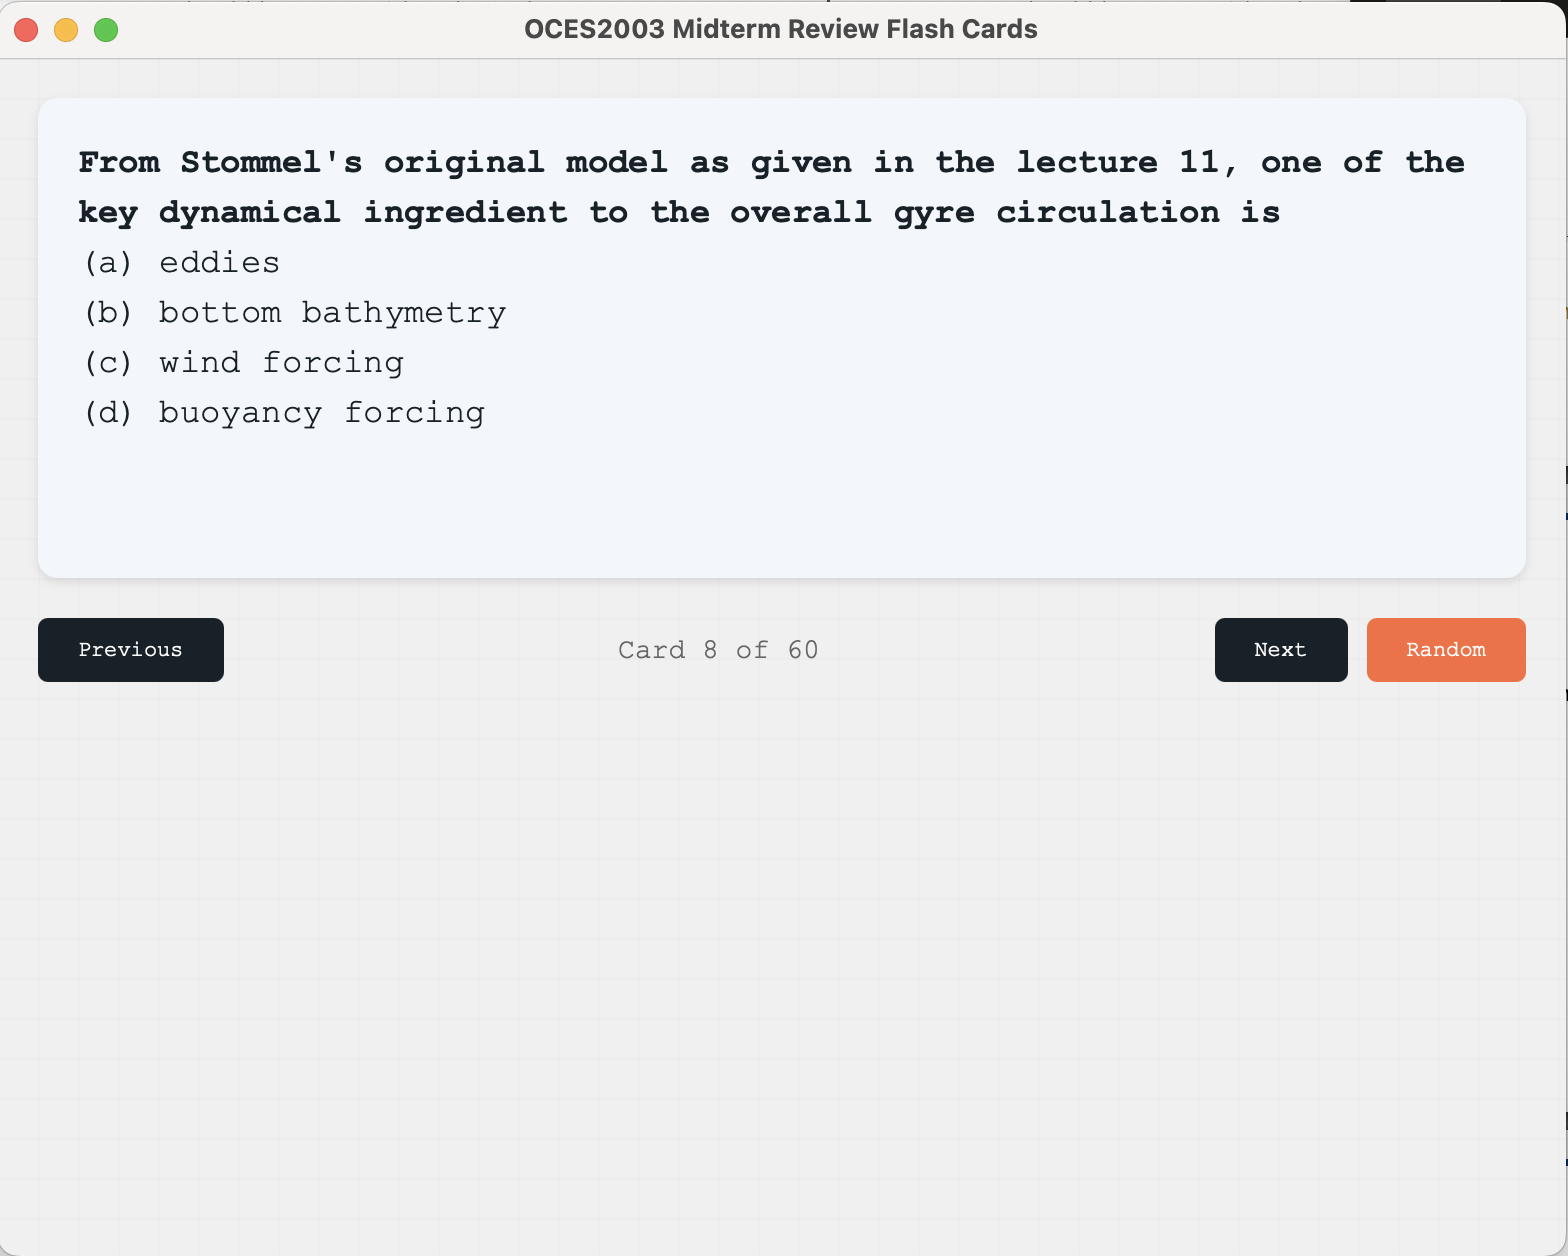 OCES2003 Midterm Review Flash Cards
From Stommel's original model as given in the lecture 11, one of the
key dynamical ingredient to the overall gyre circulation is
(a) eddies
(b) bottom bathymetry
(c) wind forcing
(d) buoyancy forcing
Previous
Card 8 of 60
Next
Random